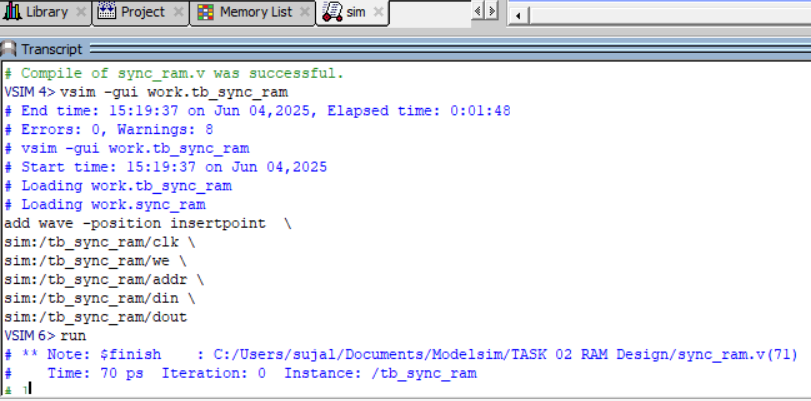 Library
Project
Memory List
sim
Transcript
# Compile of sync_ram.v was successful.
VSIM 4> vsim -gui work.tb_sync_ram
# End time: 15:19:37 on Jun 04,2025, Elapsed time: 0:01:48
# Errors: 0, Warnings: 8
# vsim -gui work.tb_sync_ram
# Start time: 15:19:37 on Jun 04,2025
# Loading work.tb_sync_ram
# Loading work.sync_ram
add wave -position insertpoint  \
sim:/tb_sync_ram/clk \
sim:/tb_sync_ram/we \
sim:/tb_sync_ram/addr \
sim:/tb_sync_ram/din \
sim:/tb_sync_ram/dout
VSIM 6> run
# ** Note: $finish    : C:/Users/sujal/Documents/Modelsim/TASK 02 RAM Design/sync_ram.v(71)
#    Time: 70 ps  Iteration: 0  Instance: /tb_sync_ram
# 1